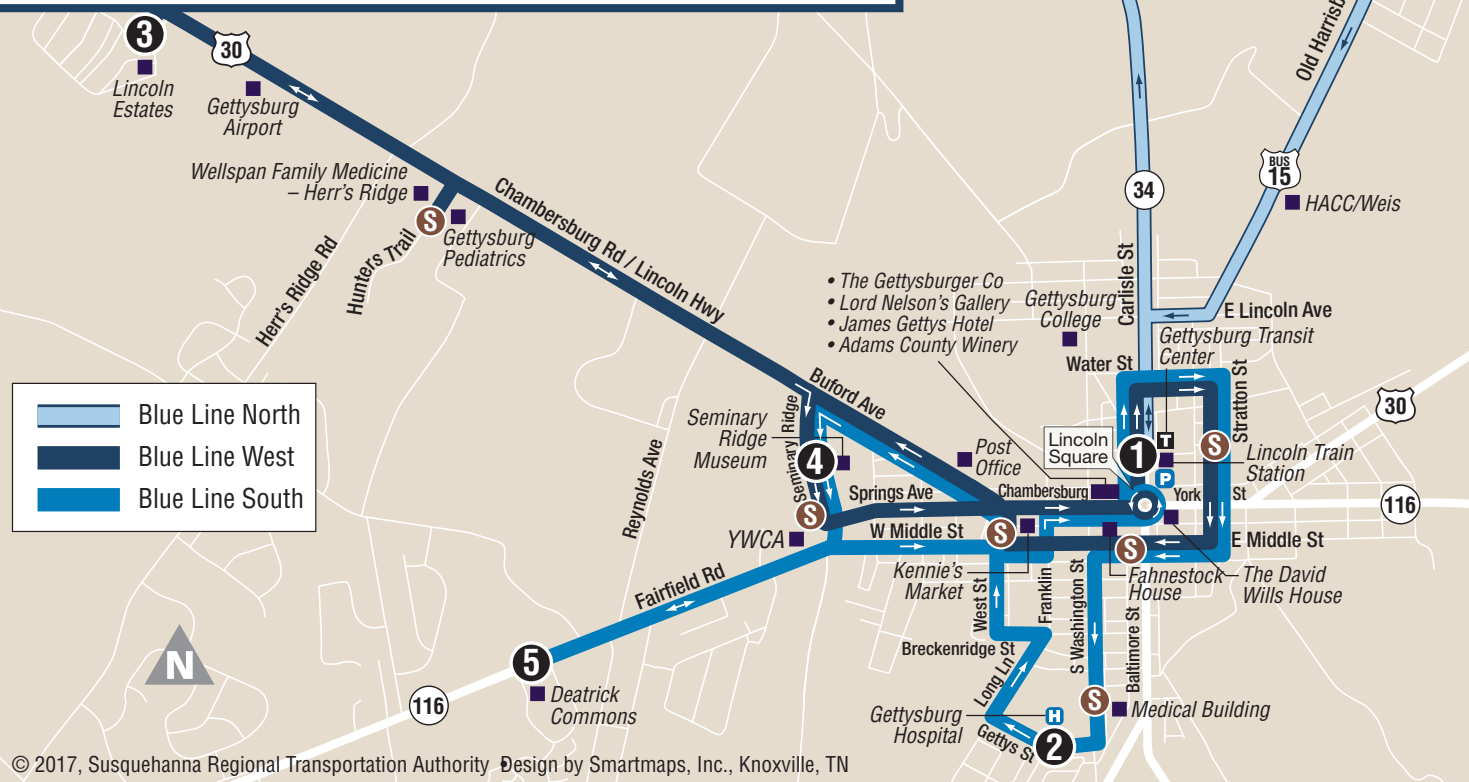 3
30
Lincoln
Estates
Gettysburg
Airport
Old Harrisb
Wellspan Family Medicine
– Herr's Ridge
S
Gettysburg
Pediatrics
Hunters Trail
Herr's Ridge Rd
Chambersburg Rd / Lincoln Hwy
34
BUS
15
HACC/Weis
• The Gettysburger Co
• Lord Nelson's Gallery
• James Gettys Hotel
• Adams County Winery
Gettysburg
College
Carlisle St
E Lincoln Ave
Gettysburg Transit
Center
Water St
Stratton St
30
Blue Line North
Blue Line West
Blue Line South
Buford Ave
Seminary
Ridge
Museum
Seminary Ridge
4
Reynolds Ave
Post
Office
Lincoln
Square
1
T
P
S
Lincoln Train
Station
Springs Ave
Chambersburg
York
St
116
S
YWCA
W Middle St
S
S
E Middle St
Kennie's
Market
Fahnestock
House
The David
Wills House
Fairfield Rd
West St
Franklin
S Washington St
Baltimore St
Breckenridge St
Long Ln
N
5
Deatrick
Commons
116
Gettysburg
Hospital
H
Gettys St
2
S
Medical Building
© 2017, Susquehanna Regional Transportation Authority • Design by Smartmaps, Inc., Knoxville, TN